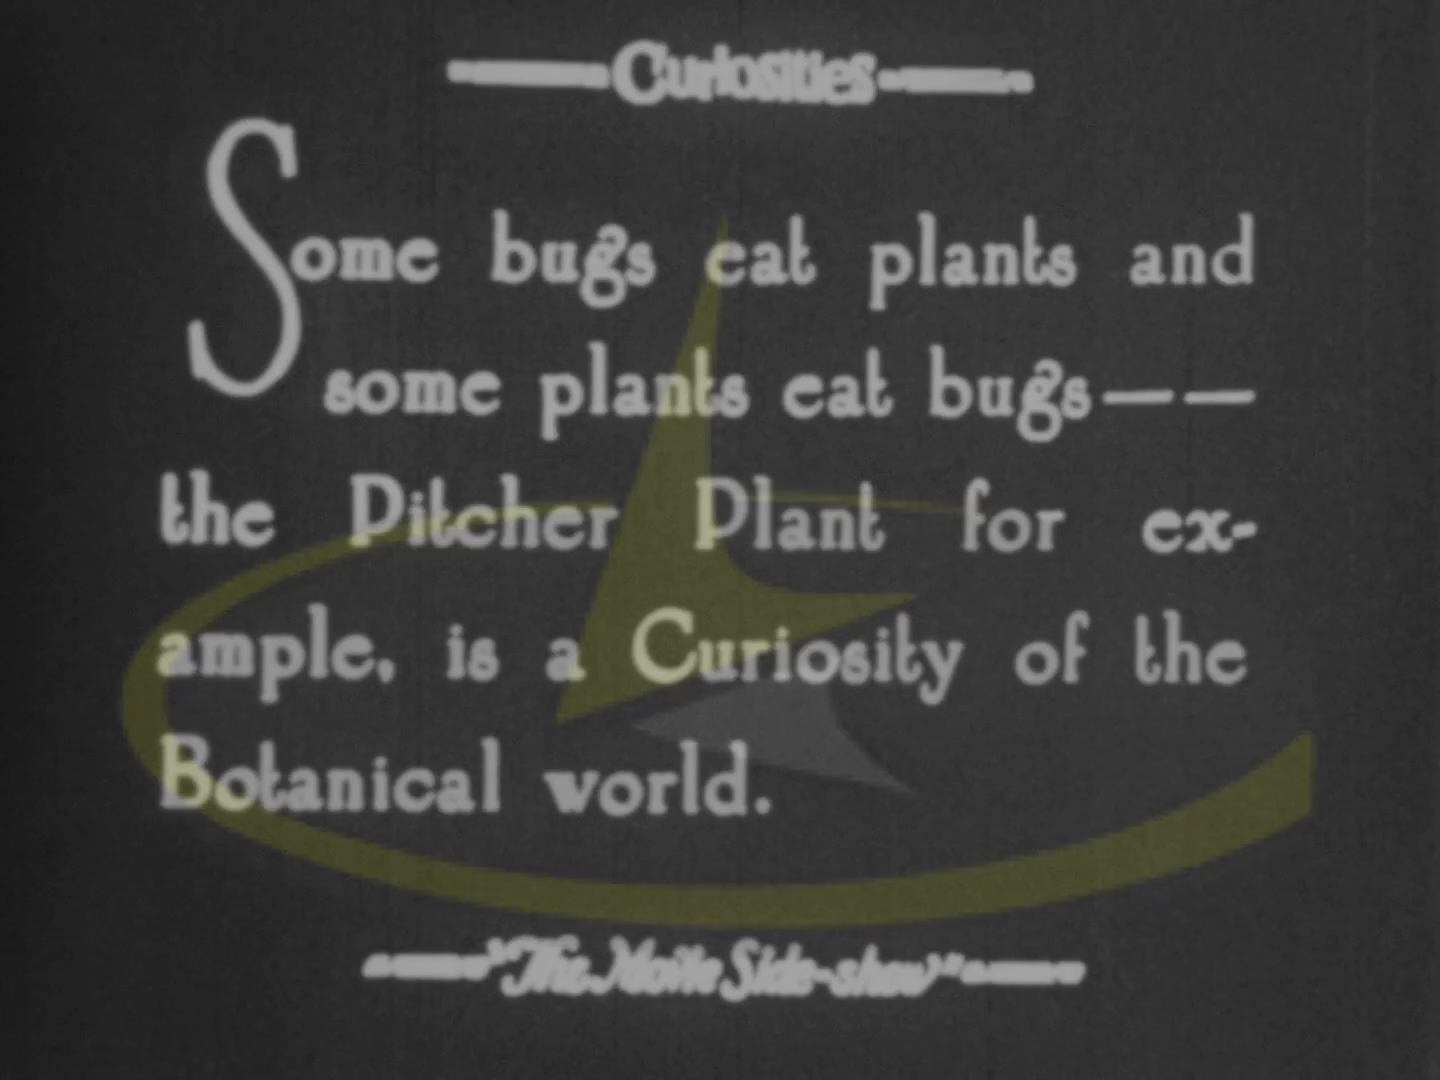 Curiosities
Some bugs eat plants and
some plants eat bugs——
the Pitcher Plant for ex-
ample, is a Curiosity of the
Botanical world.
"The Movie Side-show"